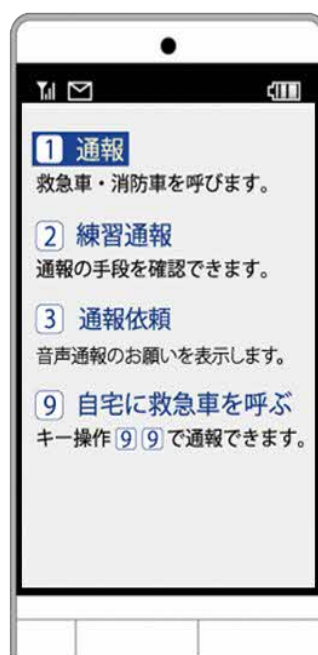 1 通報
救急車・消防車を呼びます。
2 練習通報
通報の手段を確認できます。
3 通報依頼
音声通報のお願いを表示します。
9 自宅に救急車を呼ぶ
キー操作99で通報できます。